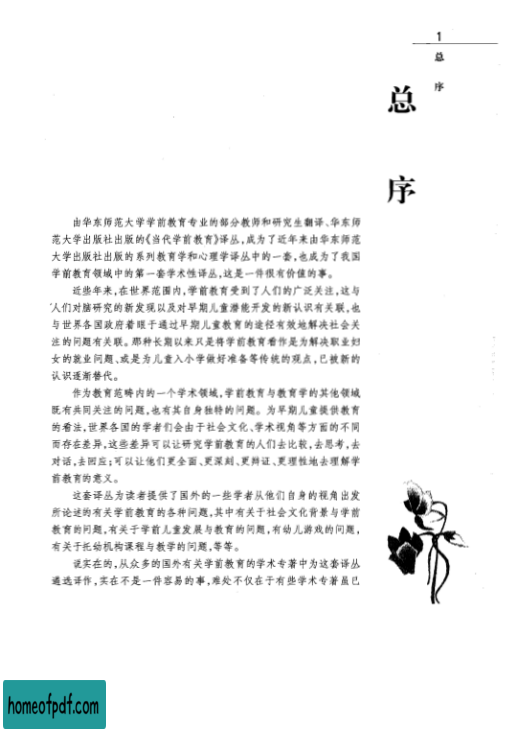 1
总
序
总
序
由华东师范大学学前教育专业的部分教师和研究生翻译、华东师
范大学出版社出版的《当代学前教育》译丛,成为了近年来由华东师范
大学出版社出版的系列教育学和心理学译丛中的一套,也成为了我国
学前教育领域中的第一套学术性译丛,这是一件很有价值的事。
近些年来,在世界范围内,学前教育受到了人们的广泛关注,这与
人们对脑研究的新发现以及对早期儿童潜能开发的新认识有关联,也
与世界各国政府着眼于通过早期儿童教育的途径有效地解决社会关
注的问题有关联。那种长期以来只是将学前教育看作是为解决职业妇
女的就业问题、或是为儿童入小学做好准备等传统的观点,已被新的
认识逐渐替代。
作为教育范畴内的一个学术领域,学前教育与教育学的其他领域
既有共同关注的问题,也有其自身独特的问题。为早期儿童提供教育
的看法,世界各国的学者们会由于社会文化、学术视角等方面的不同
而存在差异,这些差异可以让研究学前教育的人们去比较,去思考,去
对话,去回应;可以让他们更全面、更深刻、更辩证、更理性地去理解学
前教育的意义。
这套译丛为读者提供了国外的一些学者从他们自身的视角出发
所论述的有关学前教育的各种问题,其中有关于社会文化背景与学前
教育的问题,有关于学前儿童发展与教育的问题,有幼儿游戏的问题,
有关于托幼机构课程与教学的问题,等等。
说实在的,从众多的国外有关学前教育的学术专著中为这套译丛
遴选译作,实在不是一件容易的事,难处不仅在于有些学术专著虽已
homeofpdf.com